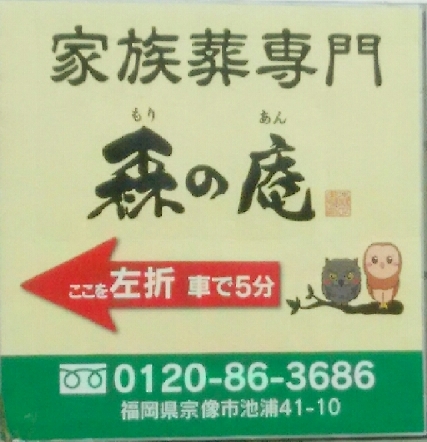 家族葬専門
もり あん
森の庵
ここを左折 車で5分
0120-86-3686
福岡県宗像市池浦41-10